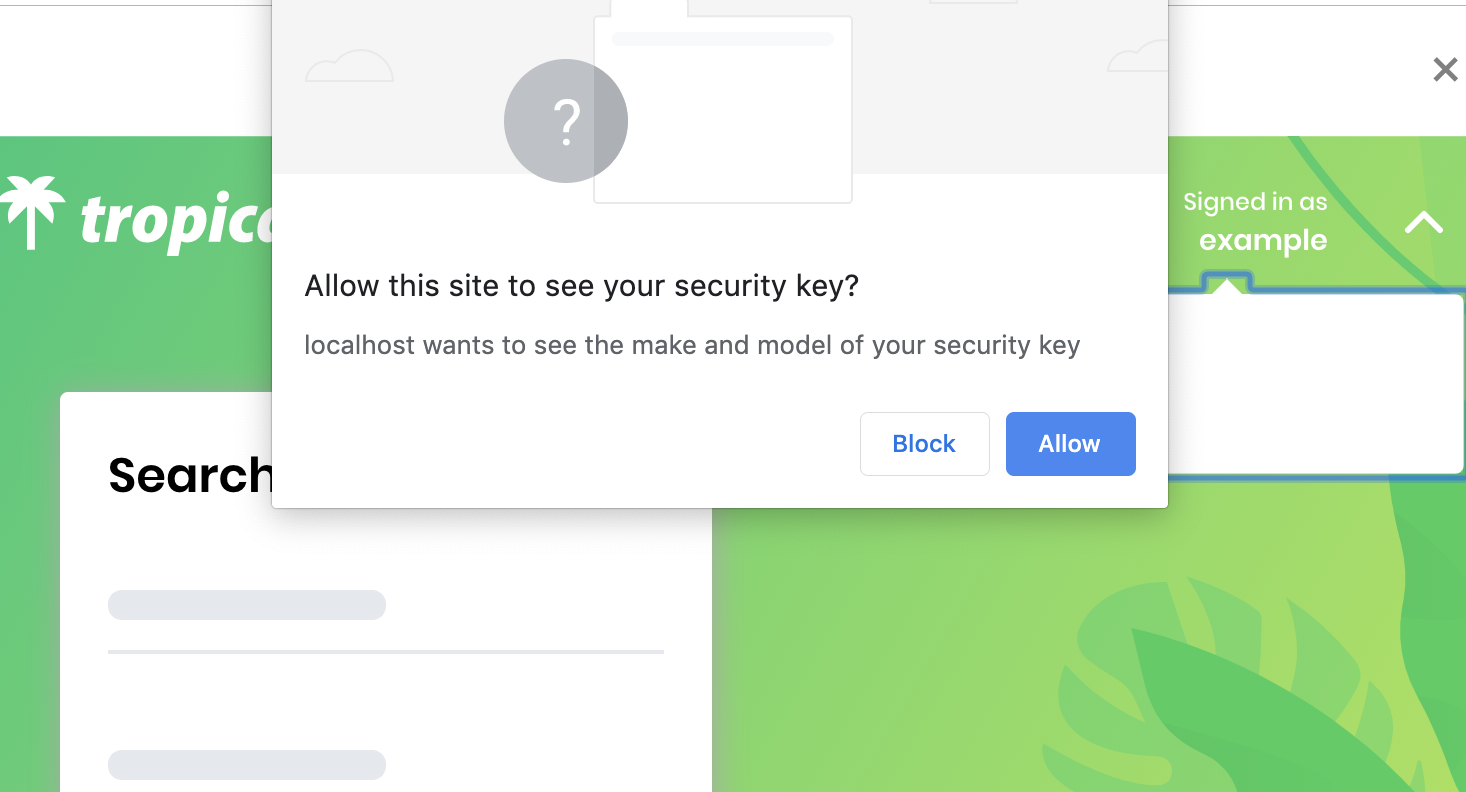 ?
Signed in as
example
Allow this site to see your security key?
localhost wants to see the make and model of your security key
Block
Allow
Search